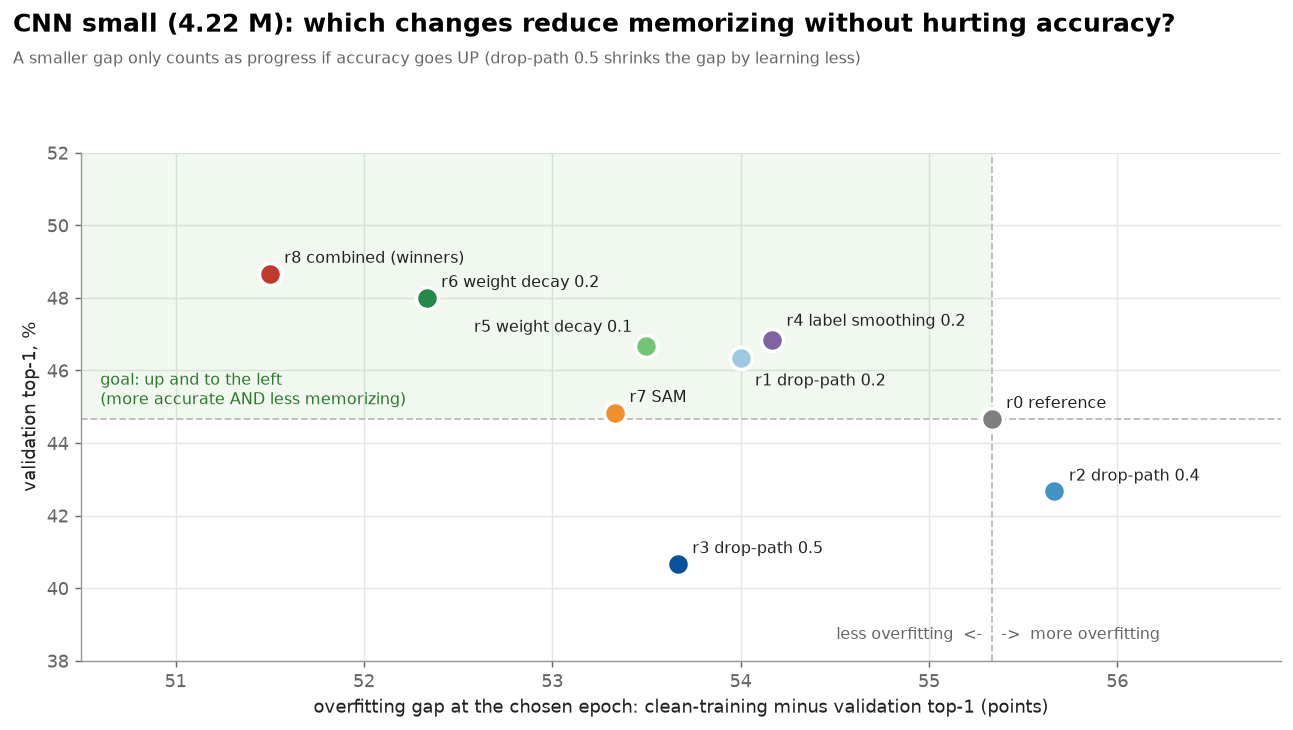 CNN small (4.22 M): which changes reduce memorizing without hurting accuracy?
A smaller gap only counts as progress if accuracy goes UP (drop-path 0.5 shrinks the gap by learning less)
52
50
48
46
44
42
40
38
validation top-1, %
r8 combined (winners)
r6 weight decay 0.2
r5 weight decay 0.1
r4 label smoothing 0.2
r1 drop-path 0.2
goal: up and to the left
(more accurate AND less memorizing)
r7 SAM
r0 reference
r2 drop-path 0.4
r3 drop-path 0.5
less overfitting <- -> more overfitting
51 52 53 54 55 56
overfitting gap at the chosen epoch: clean-training minus validation top-1 (points)